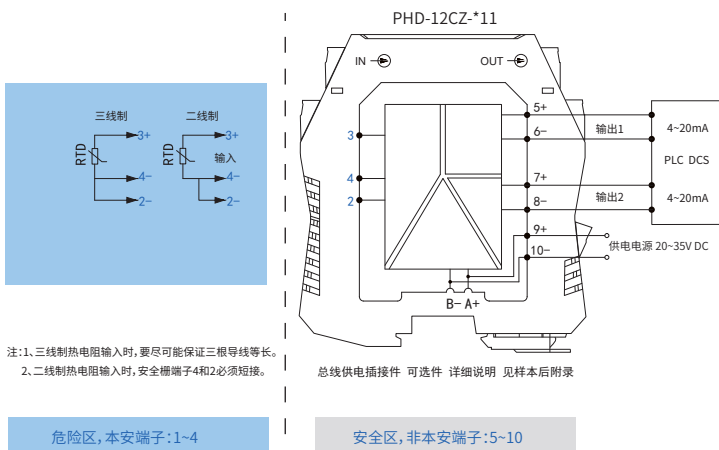 PHD-12CZ-*11
IN
OUT
三线制
二线制
RTD
3+
4−
2−
RTD
3+
输入
4−
2−
3
4
2
5+
6−
7+
8−
9+
10−
输出1
输出2
4~20mA
PLC DCS
4~20mA
供电电源 20~35V DC
B− A+
注:1、三线制热电阻输入时,要尽可能保证三根导线等长。
2、二线制热电阻输入时,安全栅端子4和2必须短接。
总线供电插接件 可选件 详细说明 见样本后附录
危险区,本安端子:1~4
安全区,非本安端子:5~10